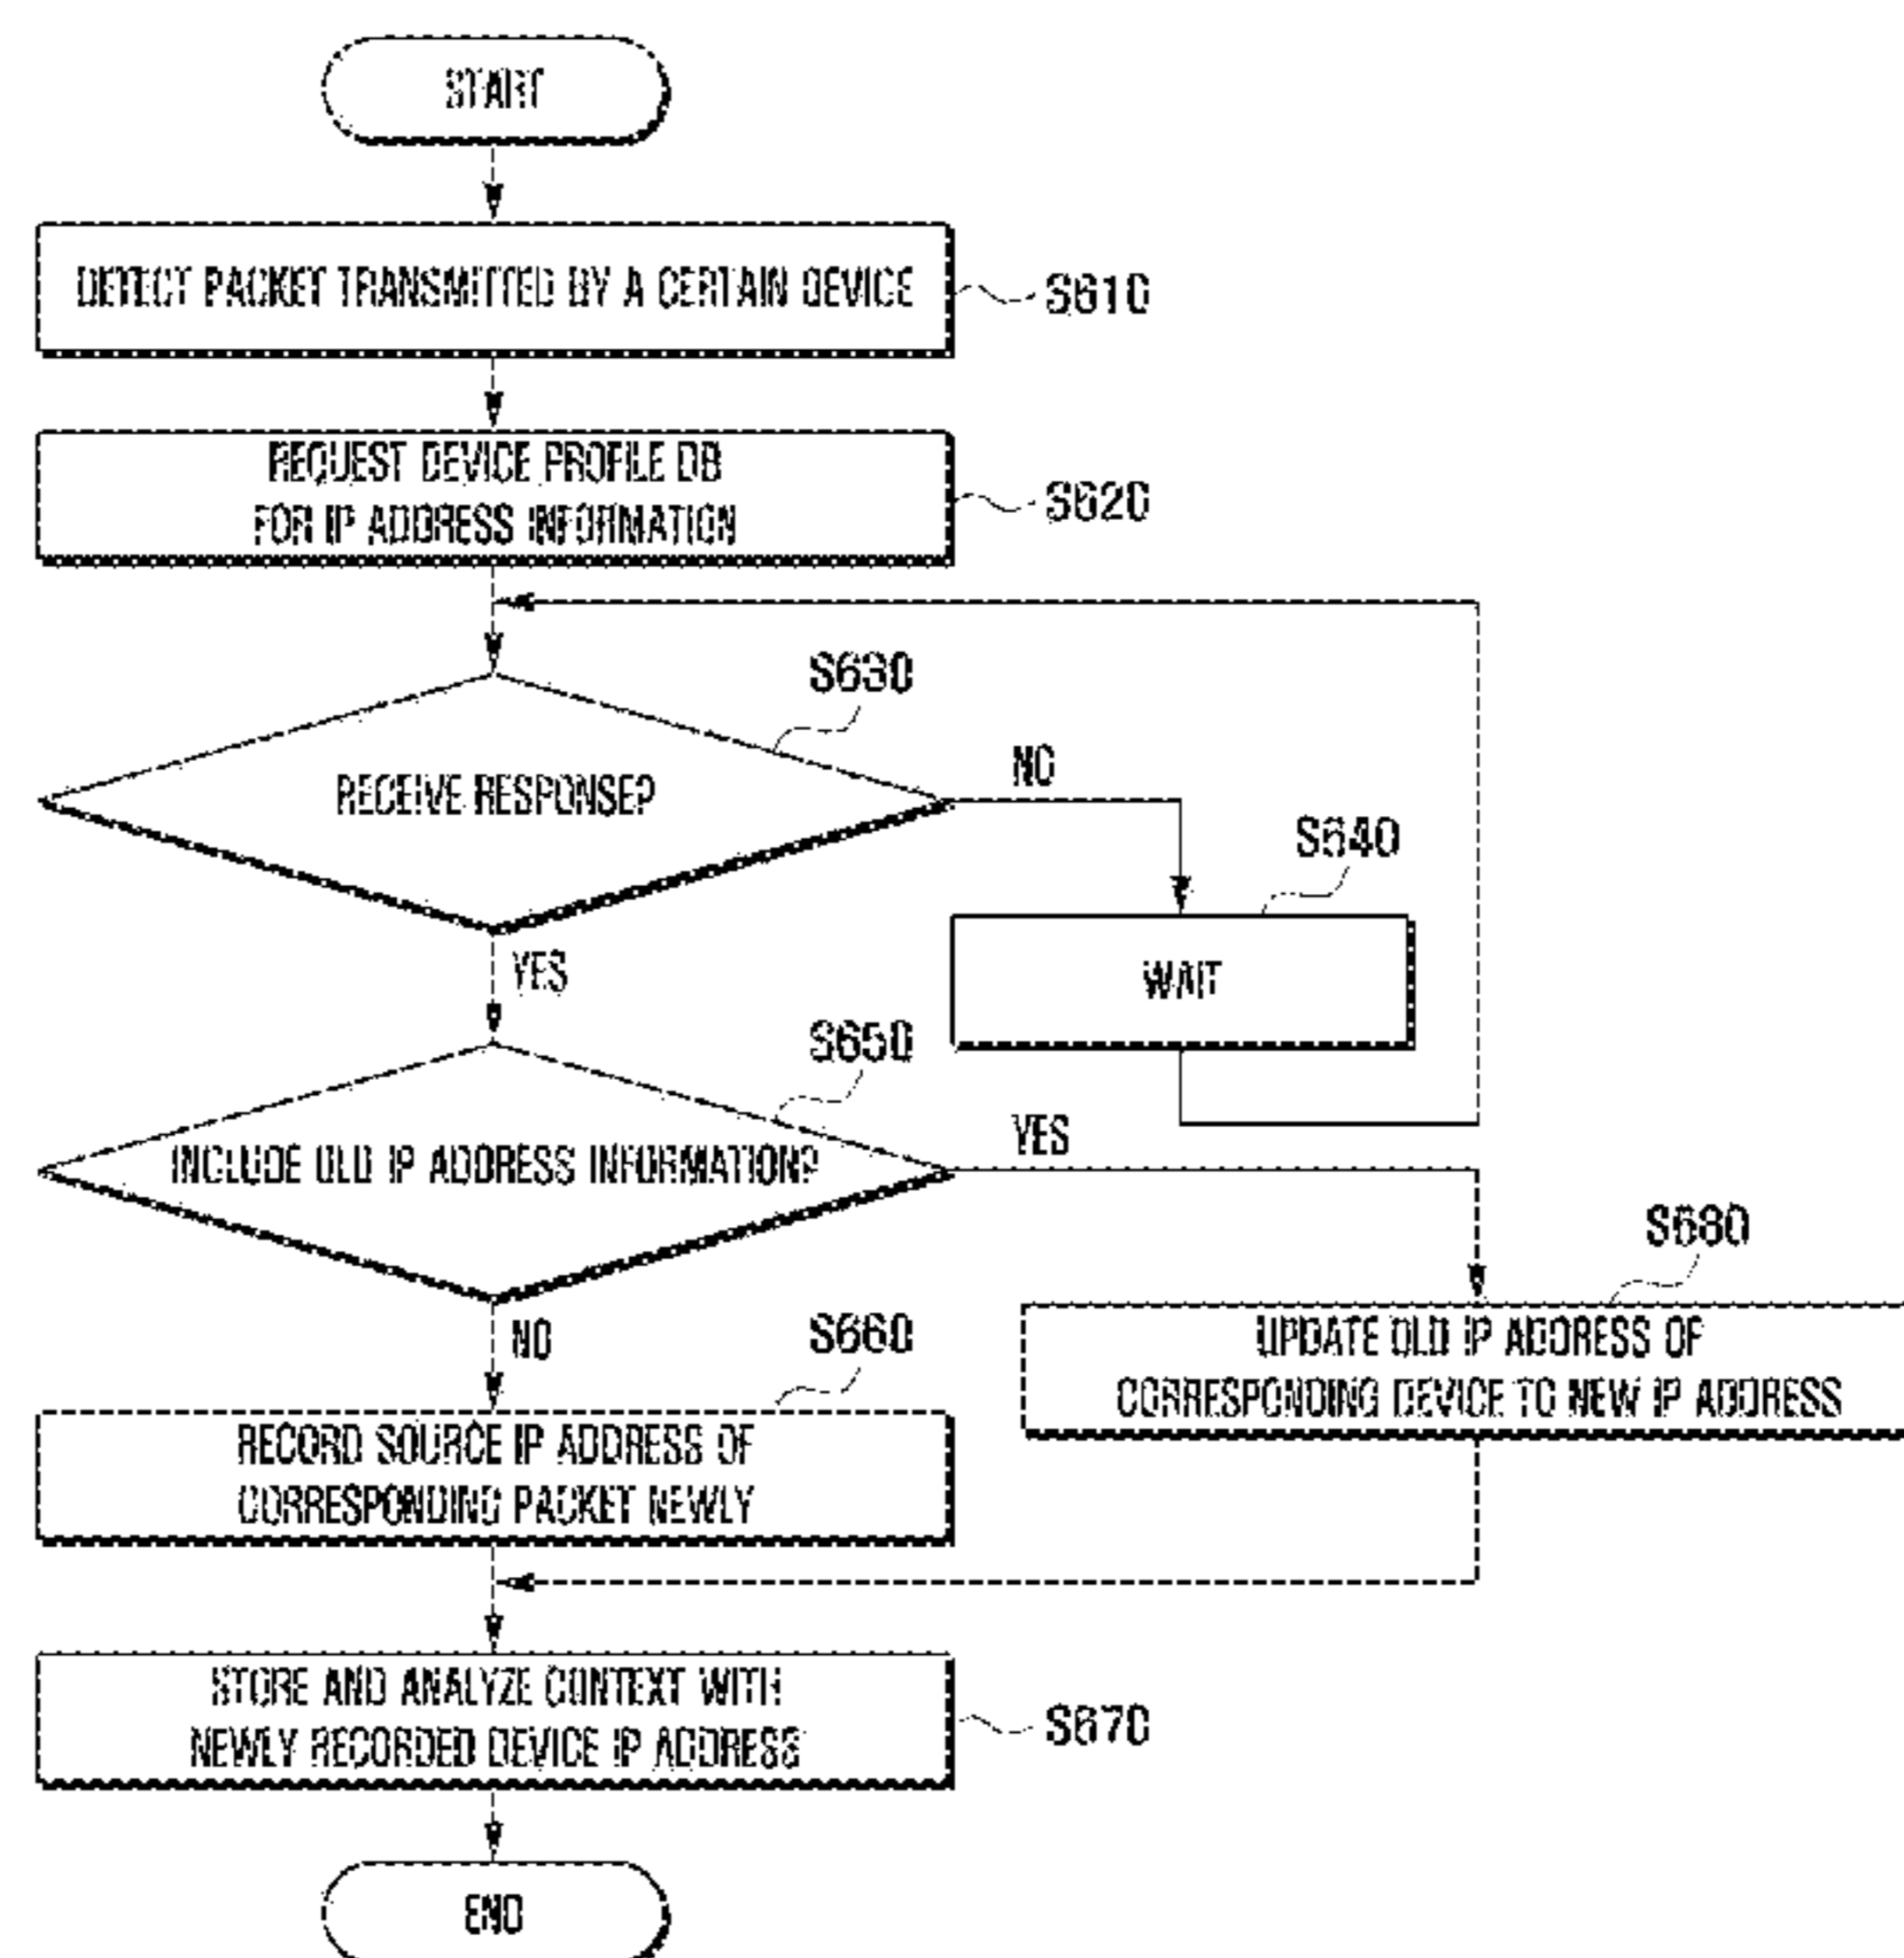 START
DETECT PACKET TRANSMITTED BY A CERTAIN DEVICE
S610
REQUEST DEVICE PROFILE DB
FOR IP ADDRESS INFORMATION
S620
S630
RECEIVE RESPONSE?
NO
S640
WAIT
YES
S650
INCLUDE OLD IP ADDRESS INFORMATION?
YES
S680
UPDATE OLD IP ADDRESS OF
CORRESPONDING DEVICE TO NEW IP ADDRESS
NO
S660
RECORD SOURCE IP ADDRESS OF
CORRESPONDING PACKET NEWLY
STORE AND ANALYZE CONTEXT WITH
NEWLY RECORDED DEVICE IP ADDRESS
S670
END